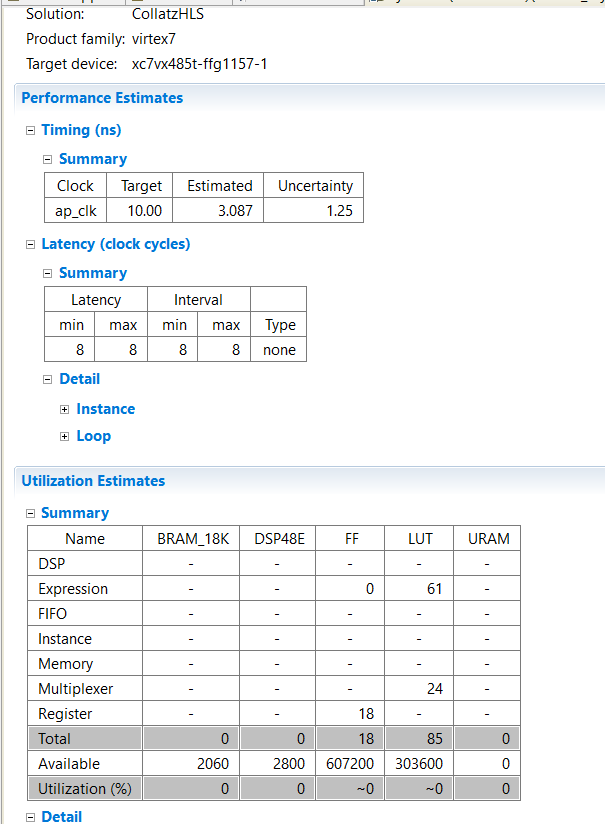 Solution: CollatzHLS
Product family: virtex7
Target device: xc7vx485t-ffg1157-1
Performance Estimates
Timing (ns)
Summary
Clock Target Estimated Uncertainty
ap_clk 10.00 3.087 1.25
Latency (clock cycles)
Summary
Latency Interval
min max min max Type
8 8 8 8 none
Detail
Instance
Loop
Utilization Estimates
Summary
Name BRAM_18K DSP48E FF LUT URAM
DSP - - - - -
Expression - - 0 61 -
FIFO - - - - -
Instance - - - - -
Memory - - - - -
Multiplexer - - - 24 -
Register - - 18 - -
Total 0 0 18 85 0
Available 2060 2800 607200 303600 0
Utilization (%) 0 0 ~0 ~0 0
Detail